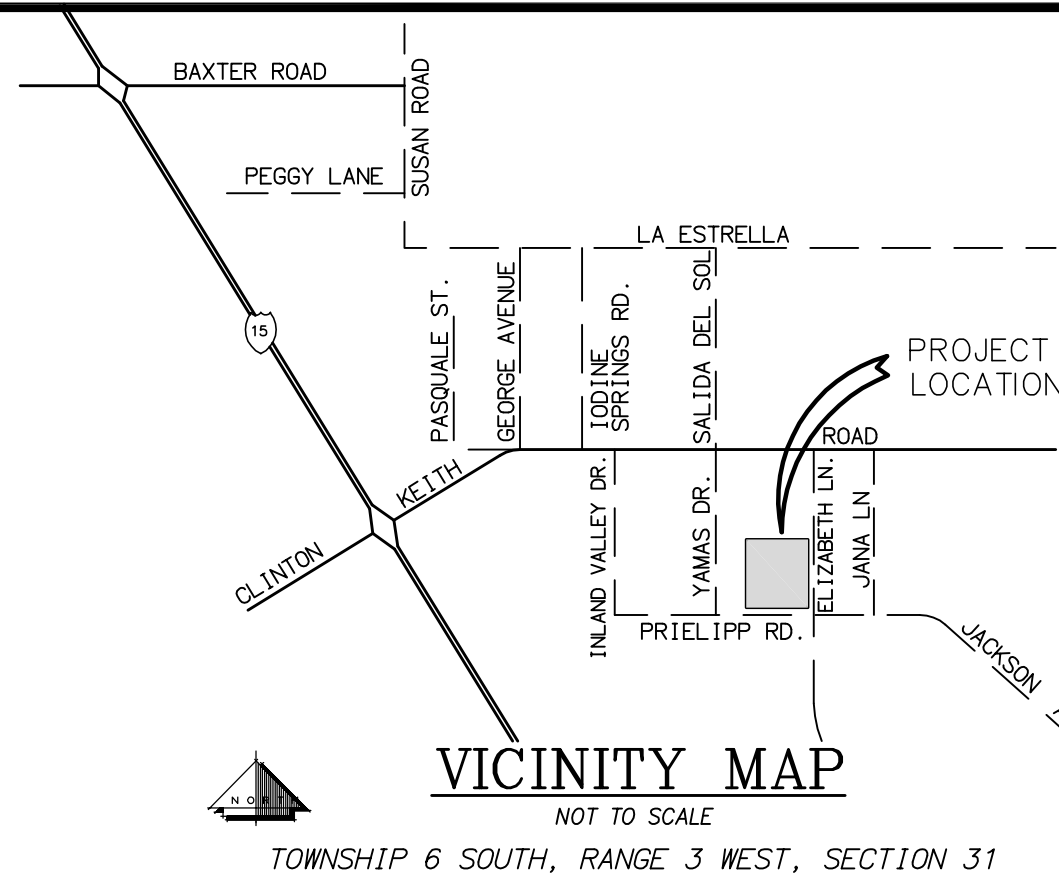 BAXTER ROAD
SUSAN ROAD
PEGGY LANE
LA ESTRELLA
PASQUALE ST.
GEORGE AVENUE
IODINE
SPRINGS RD.
SALIDA DEL SOL
15
PROJECT
LOCATION
ROAD
KEITH
CLINTON
INLAND VALLEY DR.
YAMAS DR.
ELIZABETH LN.
JANA LN
PRIELIPP RD.
JACKSON
VICINITY MAP
NORTH
NOT TO SCALE
TOWNSHIP 6 SOUTH, RANGE 3 WEST, SECTION 31